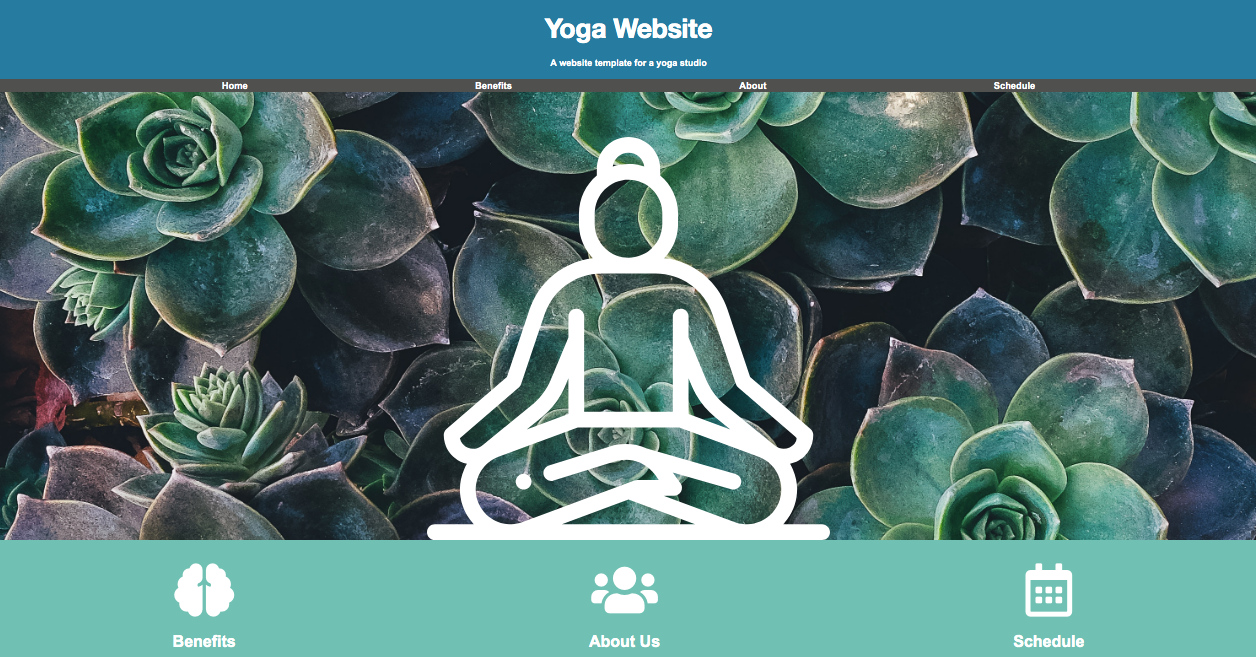 Yoga Website
A website template for a yoga studio
Home Benefits About Schedule
Benefits About Us Schedule